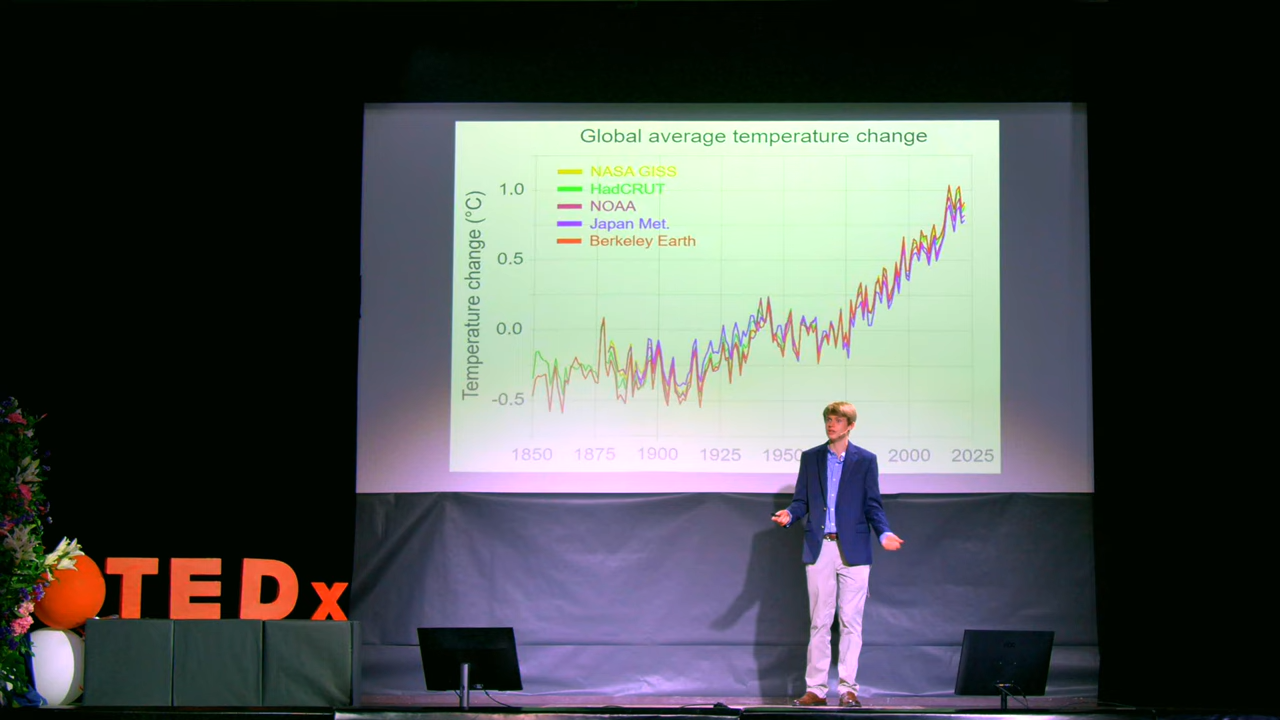 Global average temperature change
NASA GISS
HadCRUT
NOAA
Japan Met.
Berkeley Earth
Temperature change (°C)
1.0
0.5
0.0
-0.5
1850 1875 1900 1925 1950 2000 2025
TEDx